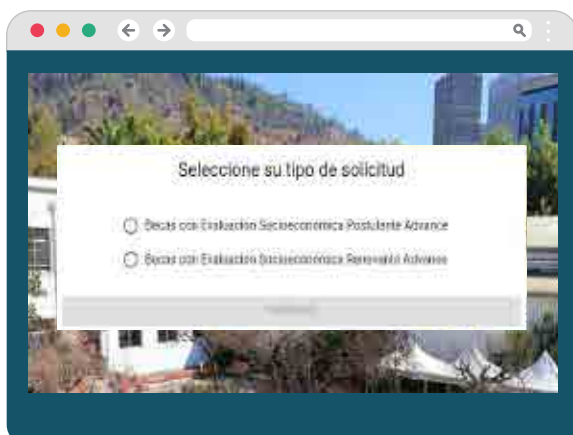 Seleccione su tipo de solicitud
Becas con Evaluación Socioeconómica Postulante Advance
Becas con Evaluación Socioeconómica Renovante Advance